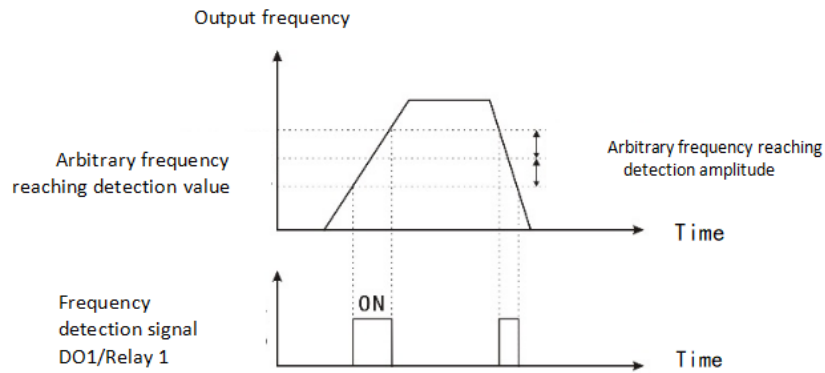 Output frequency
Arbitrary frequency
reaching detection value
Arbitrary frequency reaching
detection amplitude
Time
Frequency
detection signal
DO1/Relay 1
ON
Time